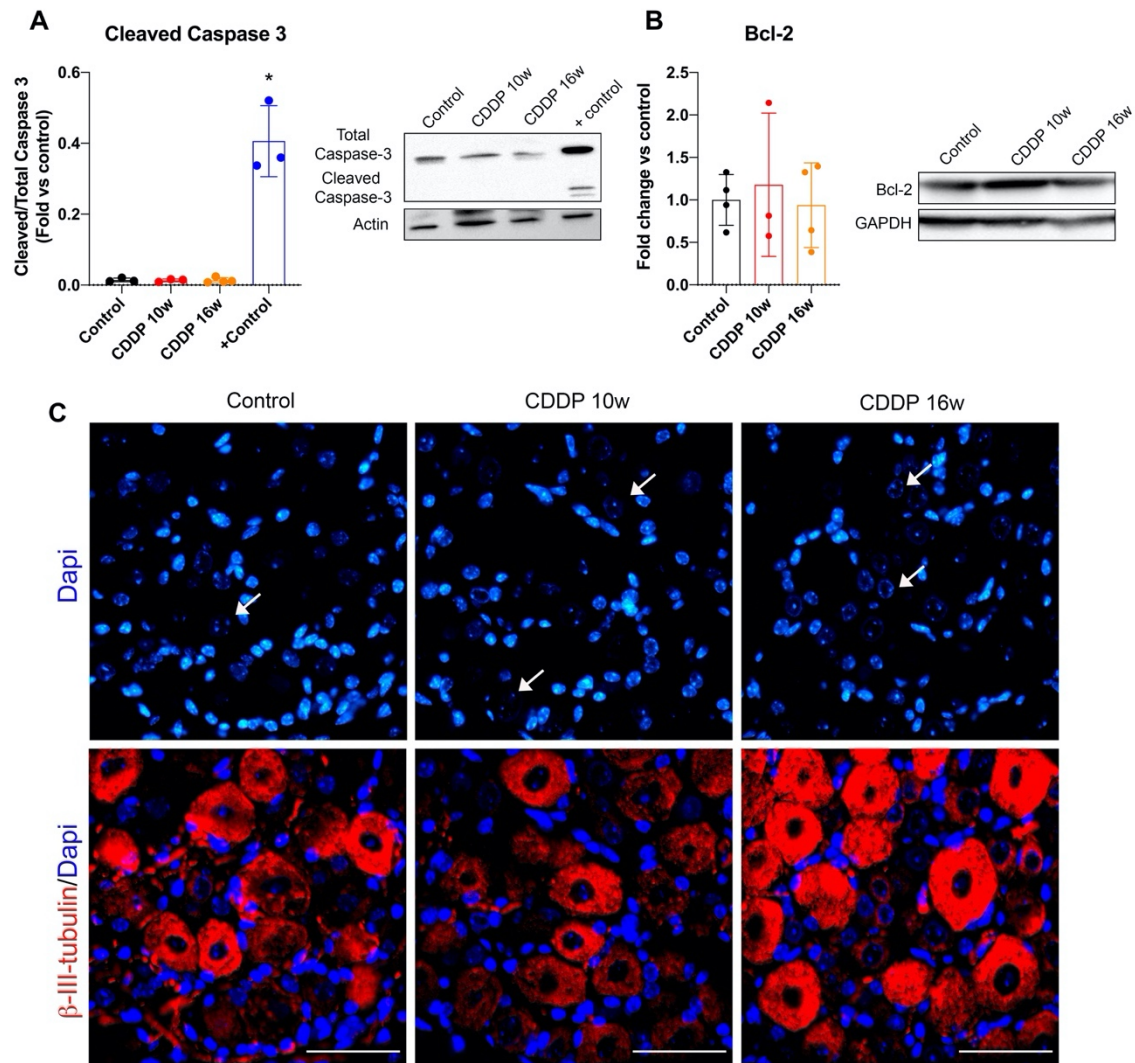 A
Cleaved Caspase 3
Cleaved/Total Caspase 3
(Fold vs control)
0.6
0.4
0.2
0.0
*
Control
CDDP 10w
CDDP 16w
+Control
Control
CDDP 10w
CDDP 16w
+ control
Total
Caspase-3
Cleaved
Caspase-3
Actin
B
Bcl-2
Fold change vs control
2.5
2.0
1.5
1.0
0.5
0.0
Control
CDDP 10w
CDDP 16w
Control
CDDP 10w
CDDP 16w
Bcl-2
GAPDH
C
Control
CDDP 10w
CDDP 16w
Dapi
β-III-tubulin/Dapi